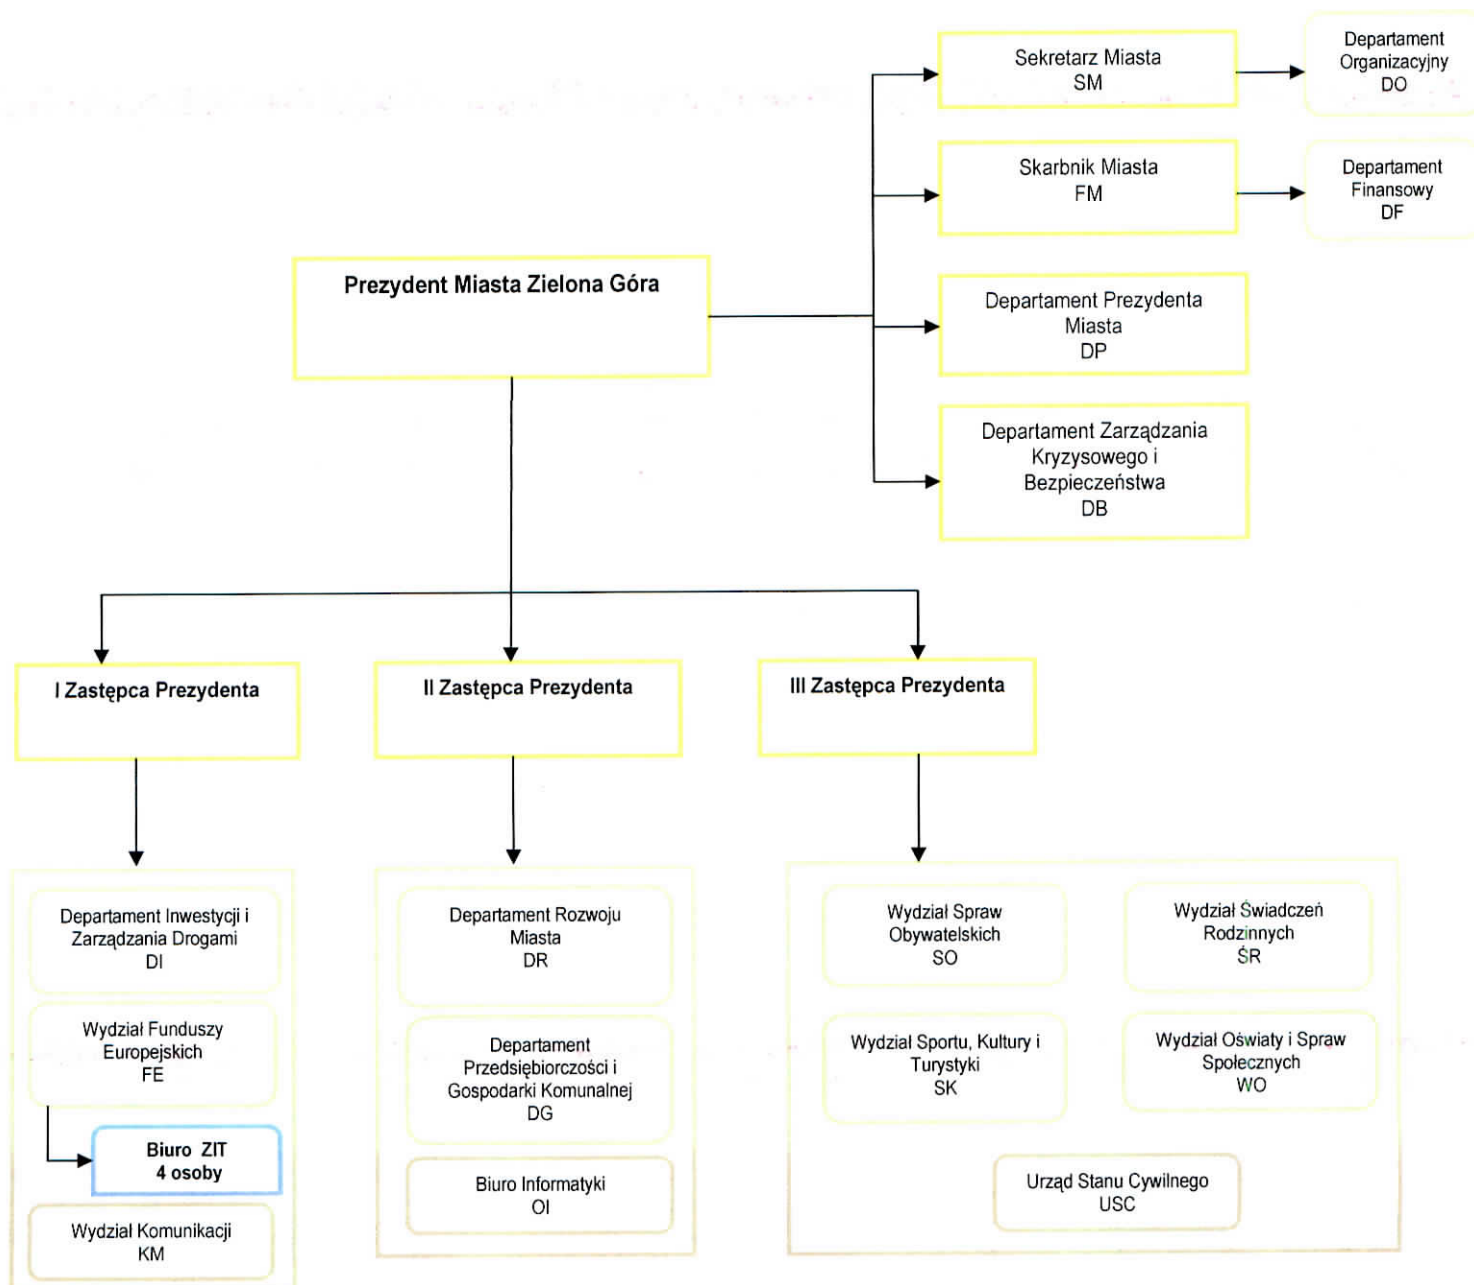 Sekretarz Miasta
SM
Departament
Organizacyjny
DO
Skarbnik Miasta
FM
Departament
Finansowy
DF
Prezydent Miasta Zielona Góra
Departament Prezydenta
Miasta
DP
Departament Zarządzania
Kryzysowego i
Bezpieczeństwa
DB
I Zastępca Prezydenta
II Zastępca Prezydenta
III Zastępca Prezydenta
Departament Inwestycji i
Zarządzania Drogami
DI
Wydział Funduszy
Europejskich
FE
Biuro ZIT
4 osoby
Wydział Komunikacji
KM
Departament Rozwoju
Miasta
DR
Departament
Przedsiębiorczości i
Gospodarki Komunalnej
DG
Biuro Informatyki
OI
Wydział Spraw
Obywatelskich
SO
Wydział Świadczeń
Rodzinnych
ŚR
Wydział Sportu, Kultury i
Turystyki
SK
Wydział Oświaty i Spraw
Społecznych
WO
Urząd Stanu Cywilnego
USC